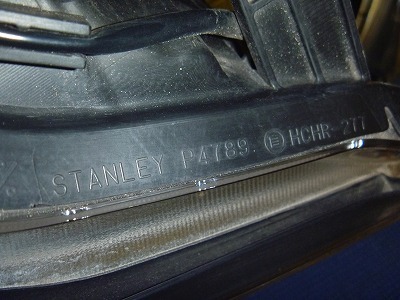 STANLEY P4789. Ⓔ HCHR-277